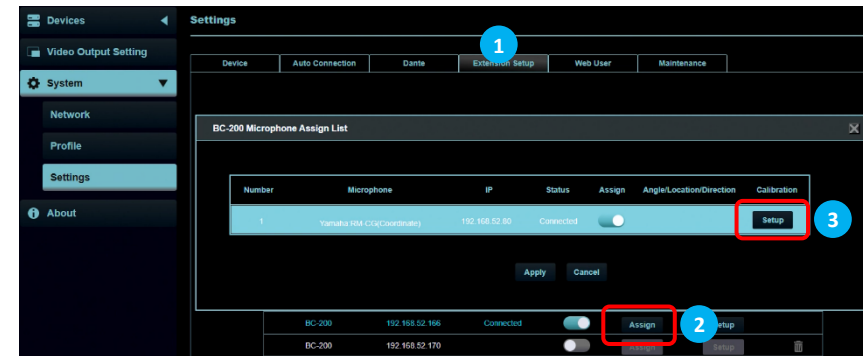 Devices
Settings
1
Video Output Setting
Device Auto Connection Dante Extension Setup Web User Maintenance
System
Network
BC-200 Microphone Assign List
Profile
Settings
Number Microphone IP Status Assign Angle/Location/Direction Calibration
About
1 Yamaha RM-CG(Coordinate) 192.168.52.80 Connected Setup 3
Apply Cancel
BC-200 192.168.52.166 Connected Assign 2 etup
BC-200 192.168.52.170 Assign Setup